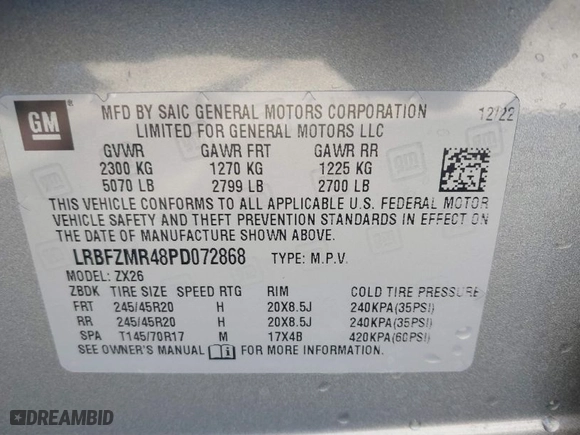 GM
MFD BY SAIC GENERAL MOTORS CORPORATION 12/22
LIMITED FOR GENERAL MOTORS LLC
GVWR GAWR FRT GAWR RR
2300 KG 1270 KG 1225 KG
5070 LB 2799 LB 2700 LB
THIS VEHICLE CONFORMS TO ALL APPLICABLE U.S. FEDERAL MOTOR
VEHICLE SAFETY AND THEFT PREVENTION STANDARDS IN EFFECT ON
THE DATE OF MANUFACTURE SHOWN ABOVE.
LRBFZMR48PD072868 TYPE: M.P.V.
MODEL: ZX26
ZBDK TIRE SIZE SPEED RTG RIM COLD TIRE PRESSURE
FRT 245/45R20 H 20X8.5J 240KPA(35PSI)
RR 245/45R20 H 20X8.5J 240KPA(35PSI)
SPA T145/70R17 M 17X4B 420KPA(60PSI)
SEE OWNER'S MANUAL FOR MORE INFORMATION.
DREAMBID